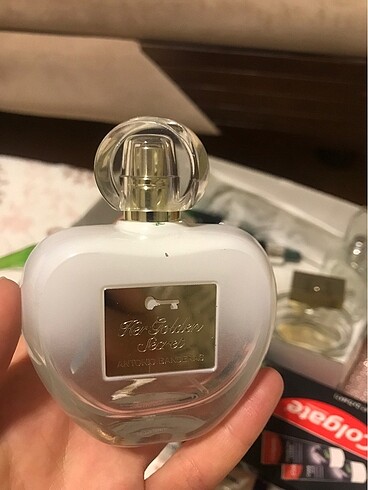 Her Golden
Secret
ANTONIO BANDERAS
Colgate